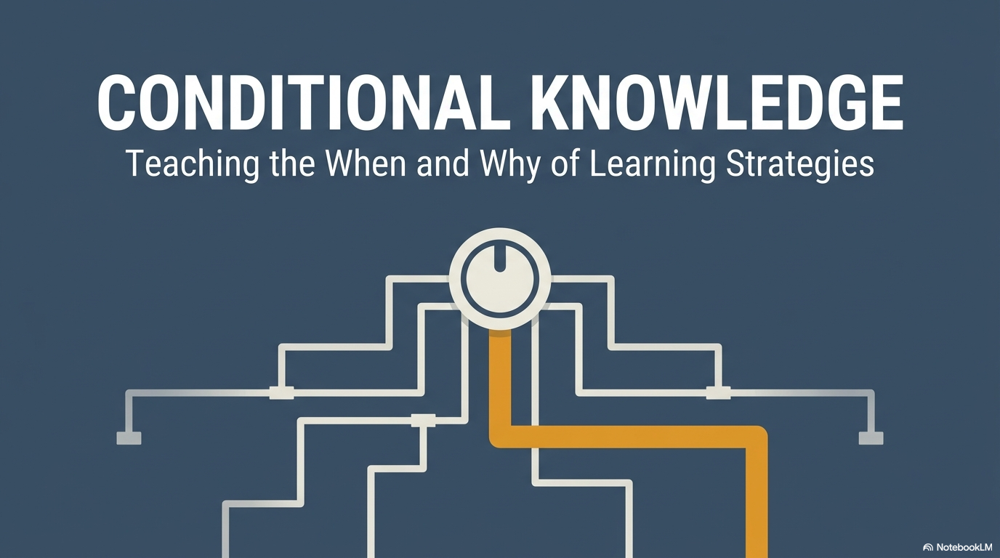 CONDITIONAL KNOWLEDGE
Teaching the When and Why of Learning Strategies
NotebookLM